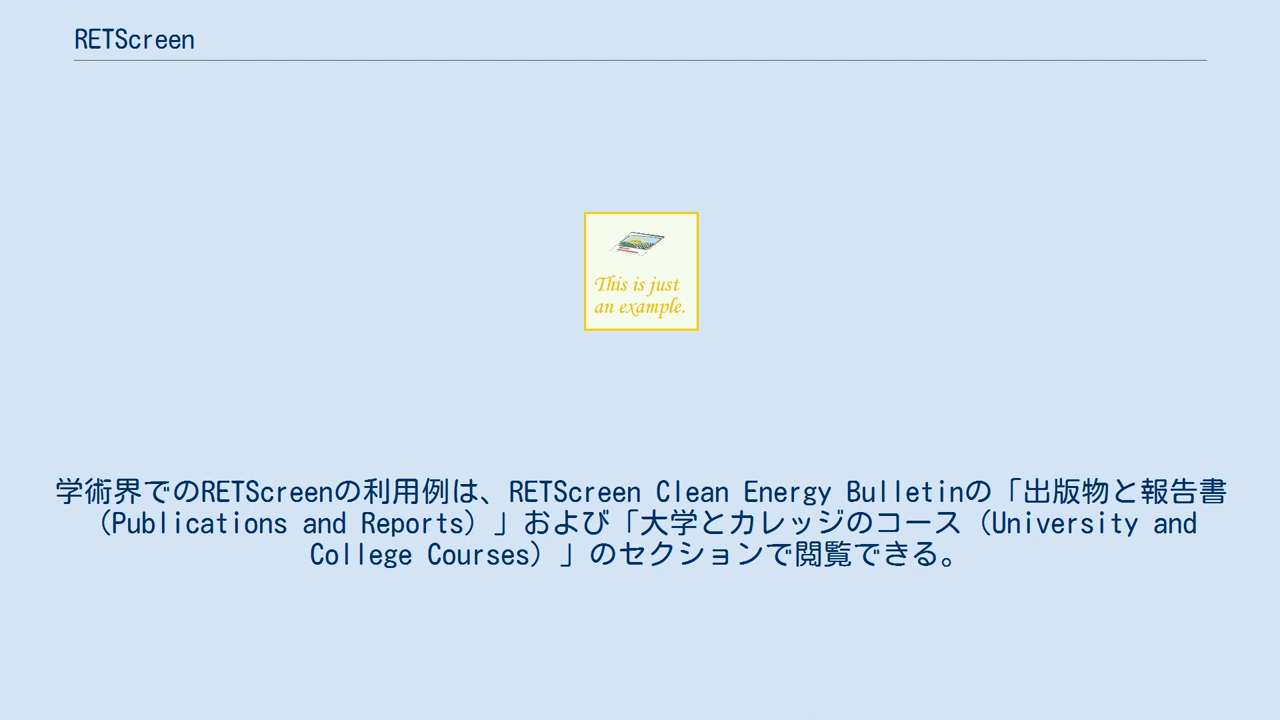 RETScreen
This is just
an example.
学術界でのRETScreenの利用例は、RETScreen Clean Energy Bulletinの「出版物と報告書
（Publications and Reports）」および「大学とカレッジのコース（University and
College Courses）」のセクションで閲覧できる。